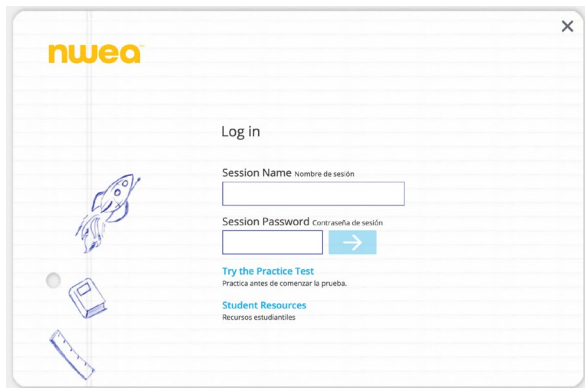 nwea
Log in
Session Name Nombre de sesión
Session Password Contraseña de sesión
Try the Practice Test
Practica antes de comenzar la prueba.
Student Resources
Recursos estudiantiles